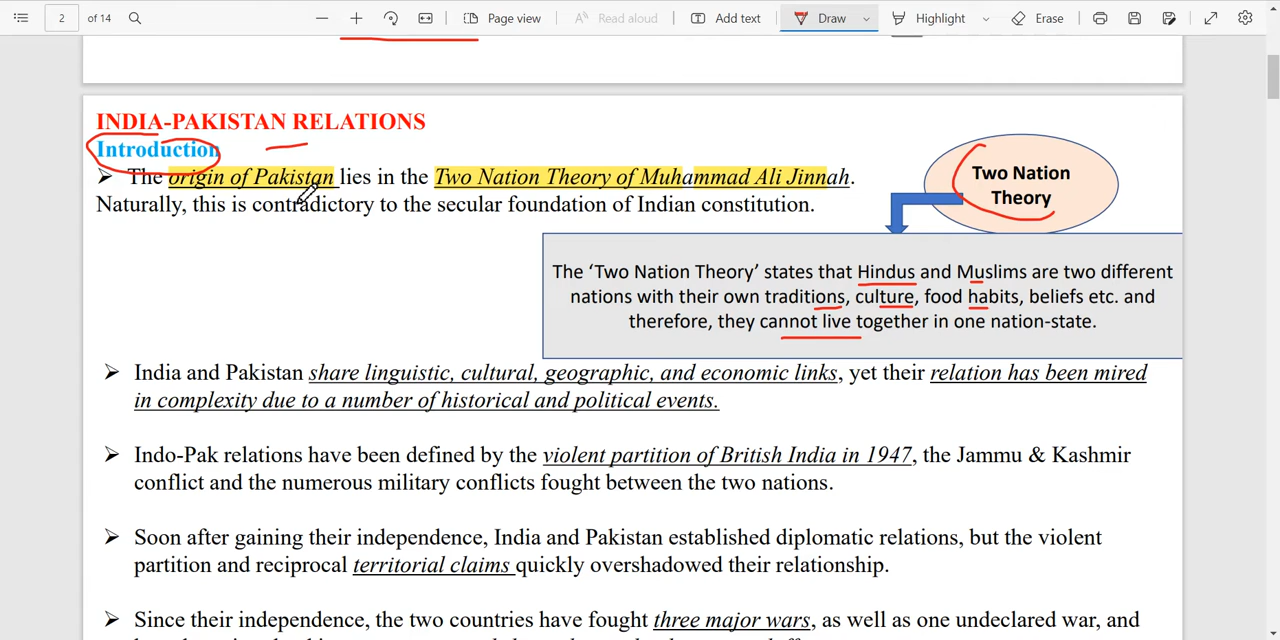 2
of 14
Page view
Read aloud
Add text
Draw
Highlight
Erase
INDIA-PAKISTAN RELATIONS
Introduction
➢ The origin of Pakistan lies in the Two Nation Theory of Muhammad Ali Jinnah.
Naturally, this is contradictory to the secular foundation of Indian constitution.
Two Nation
Theory
The ‘Two Nation Theory’ states that Hindus and Muslims are two different
nations with their own traditions, culture, food habits, beliefs etc. and
therefore, they cannot live together in one nation-state.
➢ India and Pakistan share linguistic, cultural, geographic, and economic links, yet their relation has been mired
in complexity due to a number of historical and political events.
➢ Indo-Pak relations have been defined by the violent partition of British India in 1947, the Jammu & Kashmir
conflict and the numerous military conflicts fought between the two nations.
➢ Soon after gaining their independence, India and Pakistan established diplomatic relations, but the violent
partition and reciprocal territorial claims quickly overshadowed their relationship.
➢ Since their independence, the two countries have fought three major wars, as well as one undeclared war, and